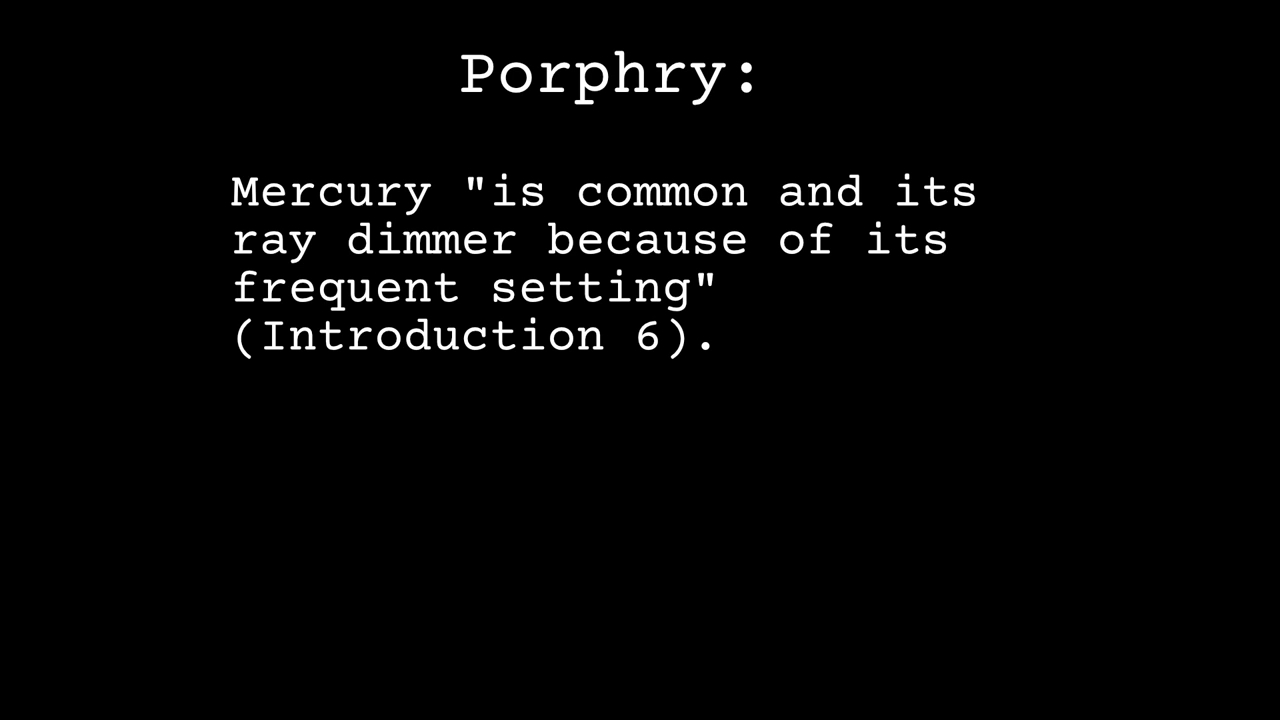 Porphry:
Mercury "is common and its
ray dimmer because of its
frequent setting"
(Introduction 6).